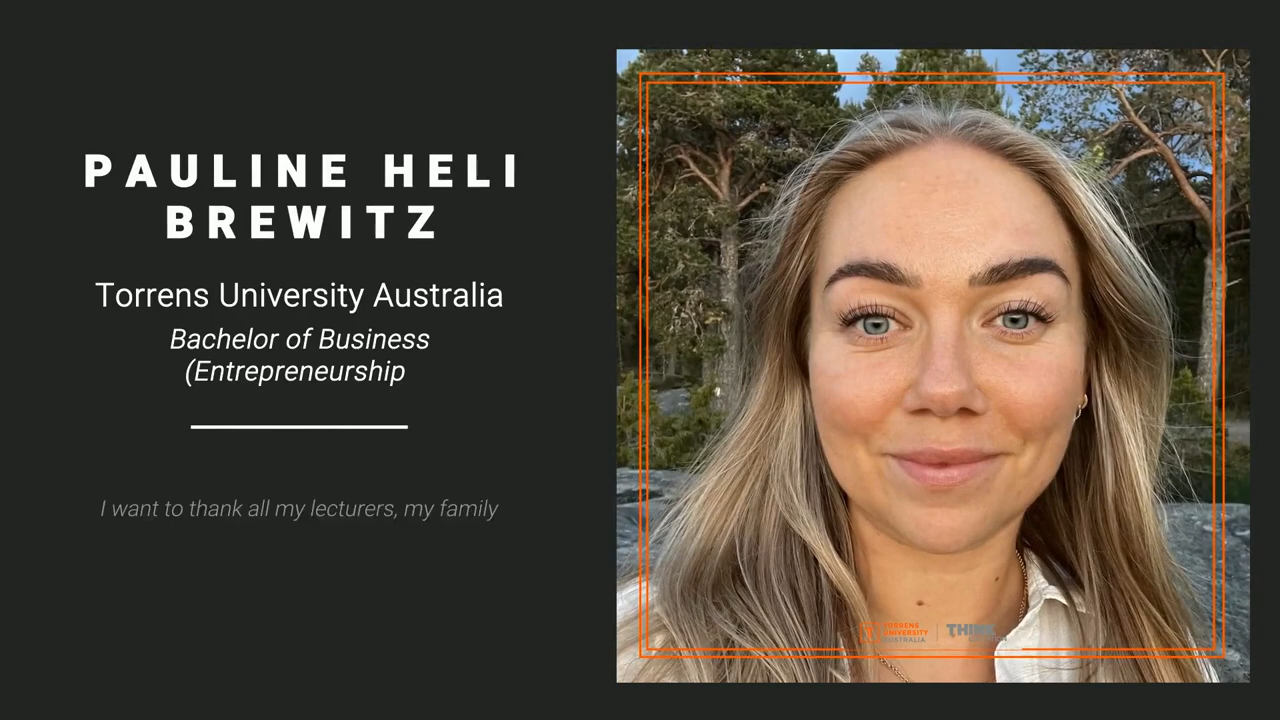 PAULINE HELI
BREWITZ
Torrens University Australia
Bachelor of Business
(Entrepreneurship
I want to thank all my lecturers, my family
TORRENS
UNIVERSITY
AUSTRALIA
THINK